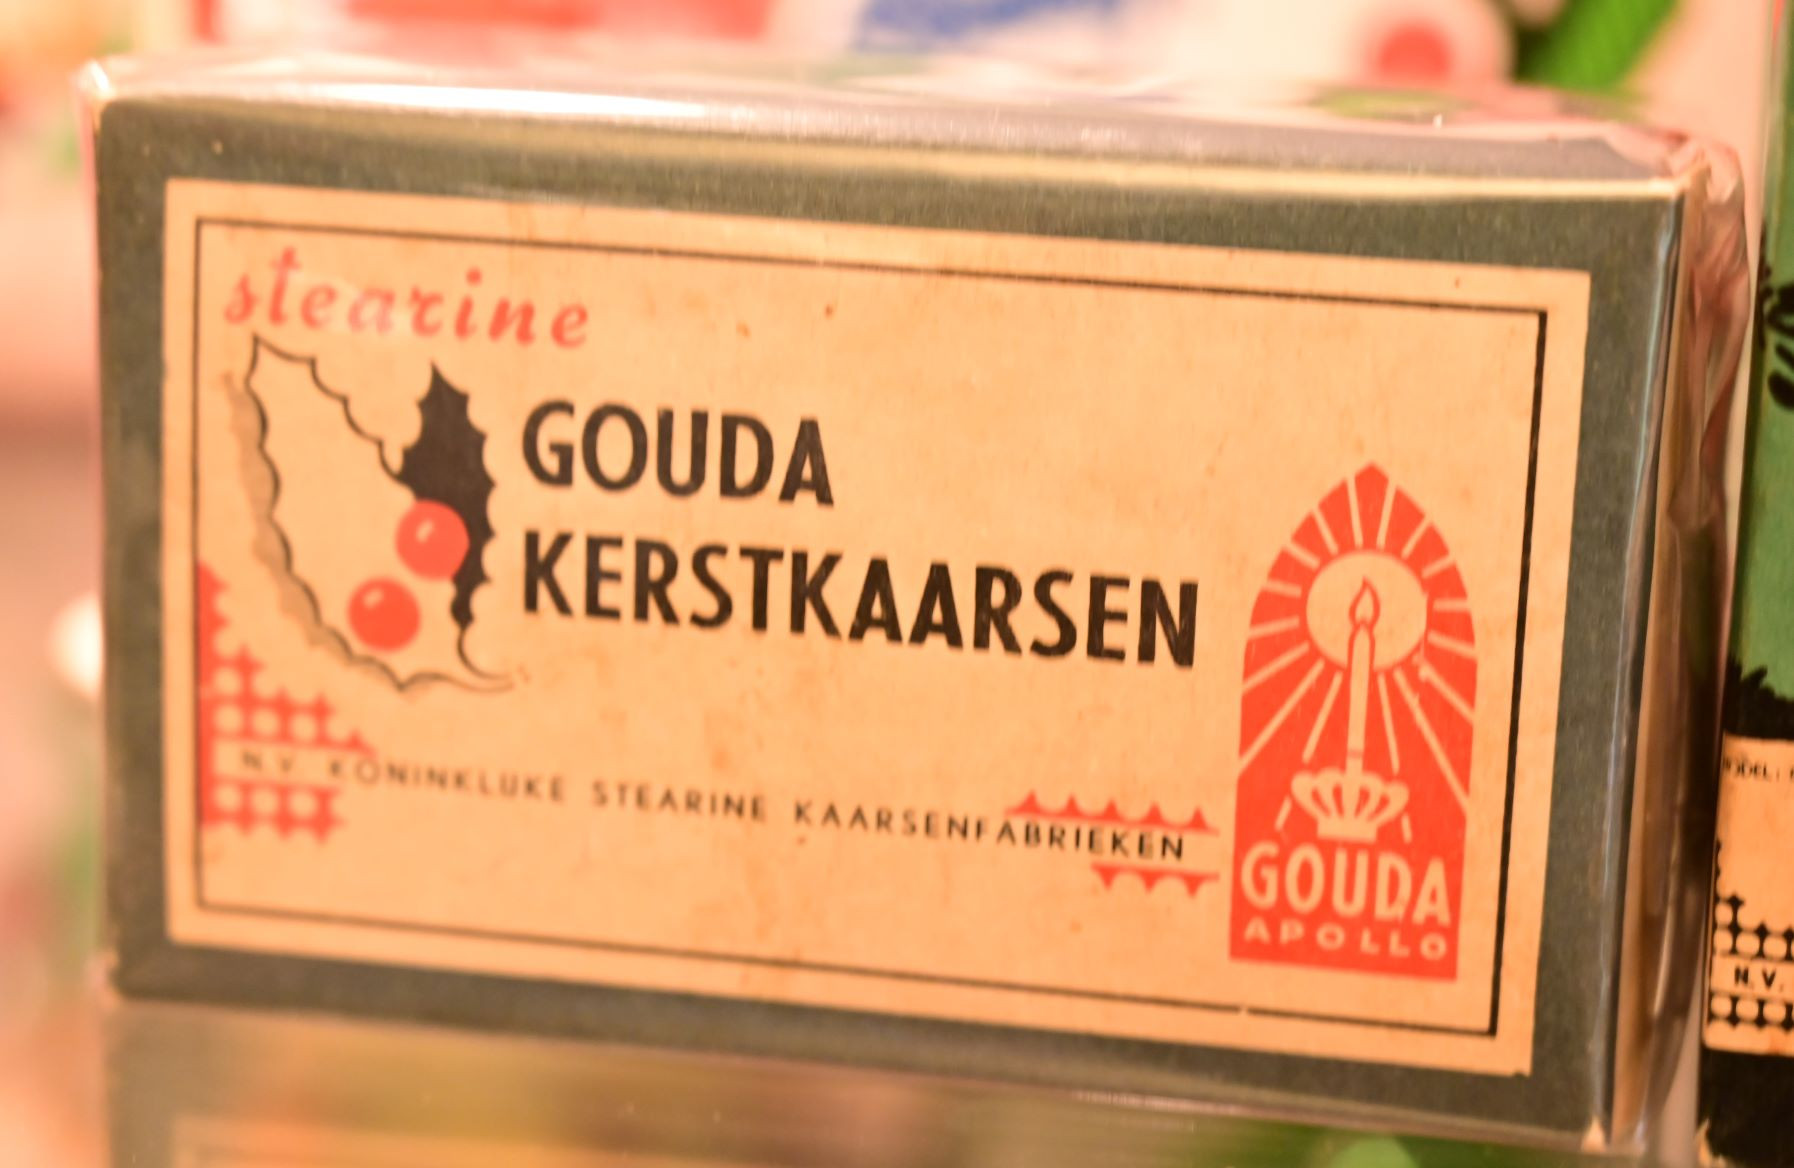 stearine
GOUDA
KERSTKAARSEN
N.V. KONINKLIJKE STEARINE KAARSENFABRIEKEN
GOUDA
APOLLO
N.V.